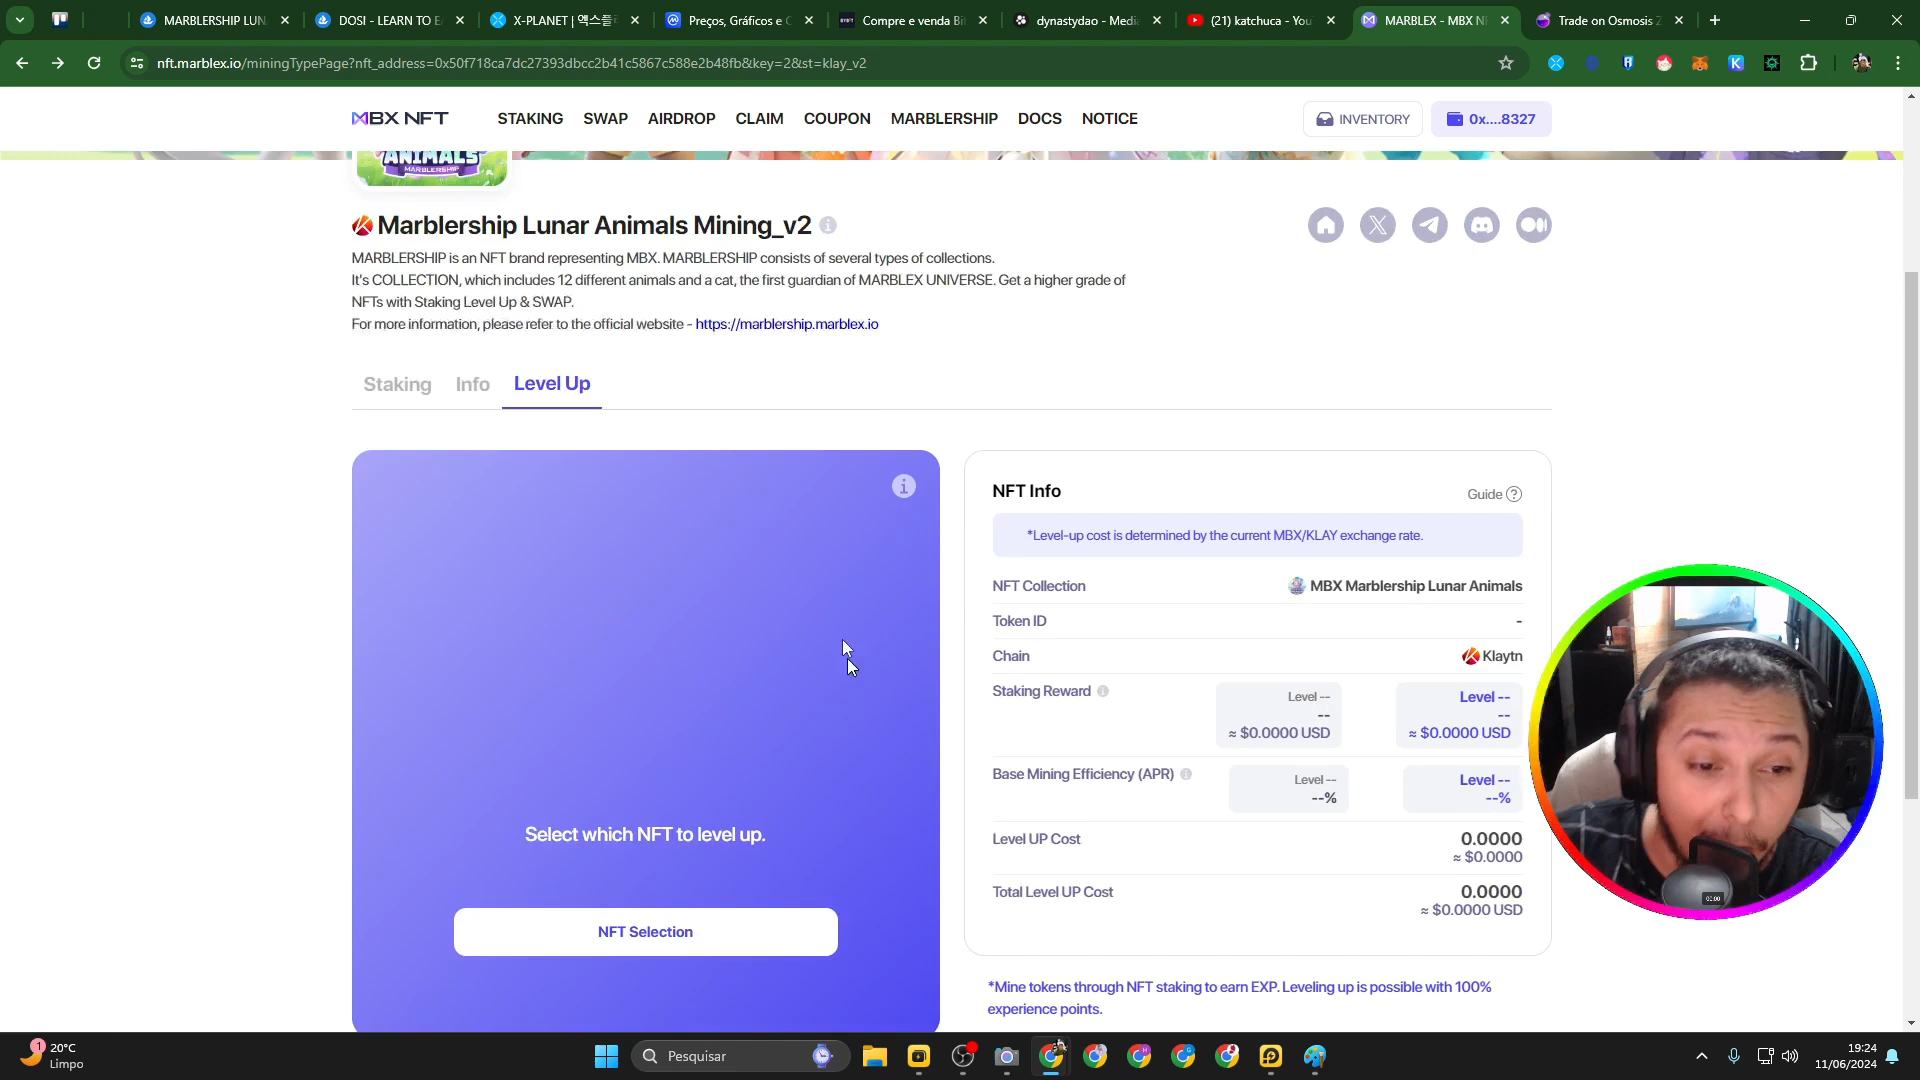 MARBLERSHIP LUN
DOSI - LEARN TO E
X-PLANET | 엑스플
Preços, Gráficos e C
BYBIT
Compre e venda Bi
dynastydao - Medi
(21) katchuca - You
MARBLEX - MBX N
Trade on Osmosis Z
nft.marblex.io/miningTypePage?nft_address=0x50f718ca7dc27393dbcc2b41c5867c588e2b48fb&key=2&st=klay_v2
MBX NFT
STAKING SWAP AIRDROP CLAIM COUPON MARBLERSHIP DOCS NOTICE
INVENTORY
0x....8327
ANIMALS
MARBLERSHIP
Marblership Lunar Animals Mining_v2
MARBLERSHIP is an NFT brand representing MBX. MARBLERSHIP consists of several types of collections.
It's COLLECTION, which includes 12 different animals and a cat, the first guardian of MARBLEX UNIVERSE. Get a higher grade of
NFTs with Staking Level Up & SWAP.
For more information, please refer to the official website - https://marblership.marblex.io
Staking Info Level Up
Select which NFT to level up.
NFT Selection
NFT Info
Guide ?
*Level-up cost is determined by the current MBX/KLAY exchange rate.
NFT Collection MBX Marblership Lunar Animals
Token ID -
Chain Klaytn
Staking Reward
Level --
--
≈ $0.0000 USD
Level --
--
≈ $0.0000 USD
Base Mining Efficiency (APR)
Level --
--%
Level --
--%
Level UP Cost 0.0000
≈ $0.0000
Total Level UP Cost 0.0000
≈ $0.0000 USD
*Mine tokens through NFT staking to earn EXP. Leveling up is possible with 100%
experience points.
00:00
1
20°C
Limpo
Pesquisar
19:24
11/06/2024